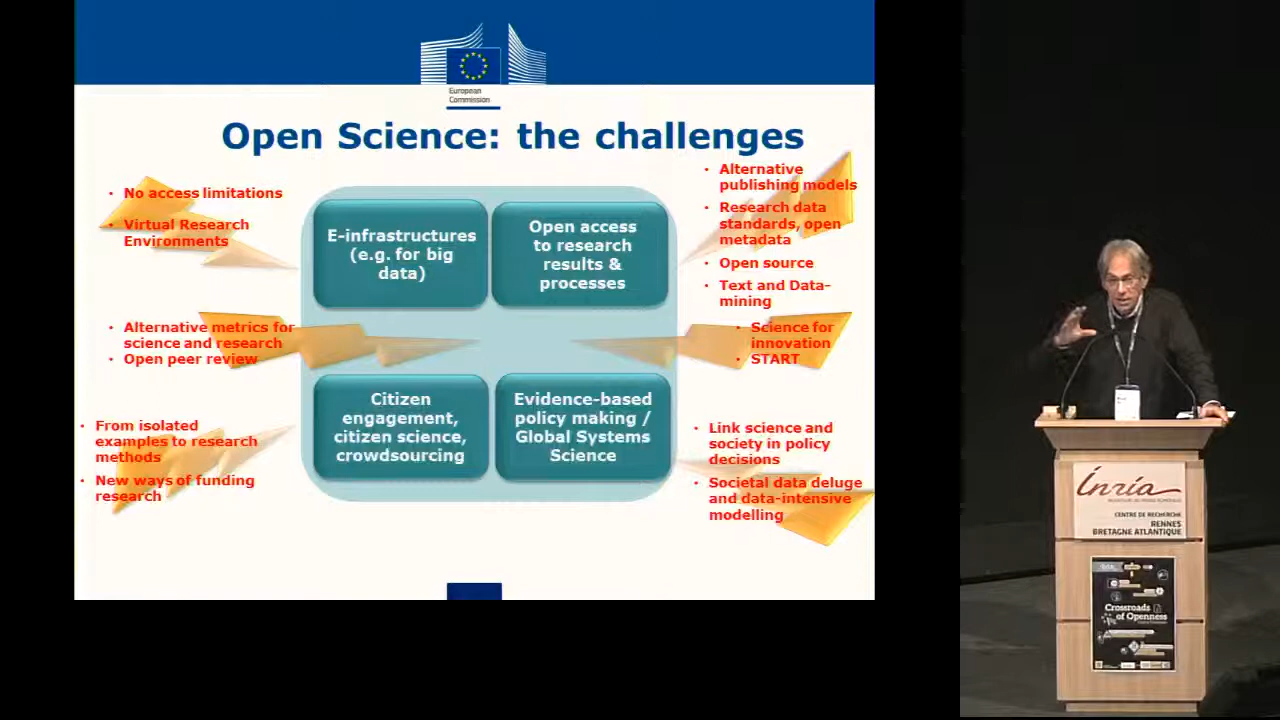 European
Commission
Open Science: the challenges
• No access limitations
• Virtual Research
Environments
E-infrastructures
(e.g. for big
data)
Open access
to research
results &
processes
• Alternative
publishing models
• Research data
standards, open
metadata
• Open source
• Text and Data-
mining
• Alternative metrics for
science and research
• Open peer review
• Science for
innovation
• START
Citizen
engagement,
citizen science,
crowdsourcing
Evidence-based
policy making /
Global Systems
Science
• From isolated
examples to research
methods
• New ways of funding
research
• Link science and
society in policy
decisions
• Societal data deluge
and data-intensive
modelling
Inria
CENTRE DE RECHERCHE
RENNES
BRETAGNE ATLANTIQUE
Crossroads
of Openness